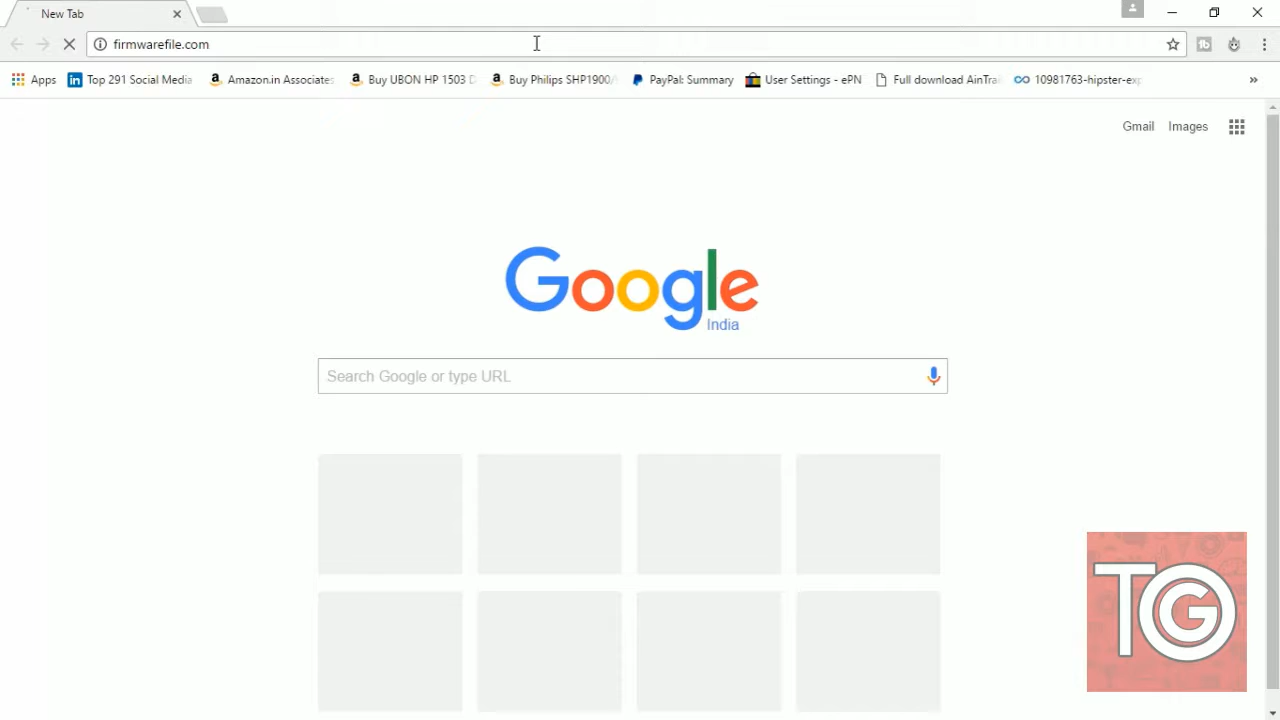 New Tab
firmwarefile.com
Apps
Top 291 Social Media
Amazon.in Associates
Buy UBON HP 1503 D
Buy Philips SHP1900/
PayPal: Summary
User Settings - ePN
Full download AinTrai
10981763-hipster-exp
»
Gmail
Images
Google
India
Search Google or type URL
TG